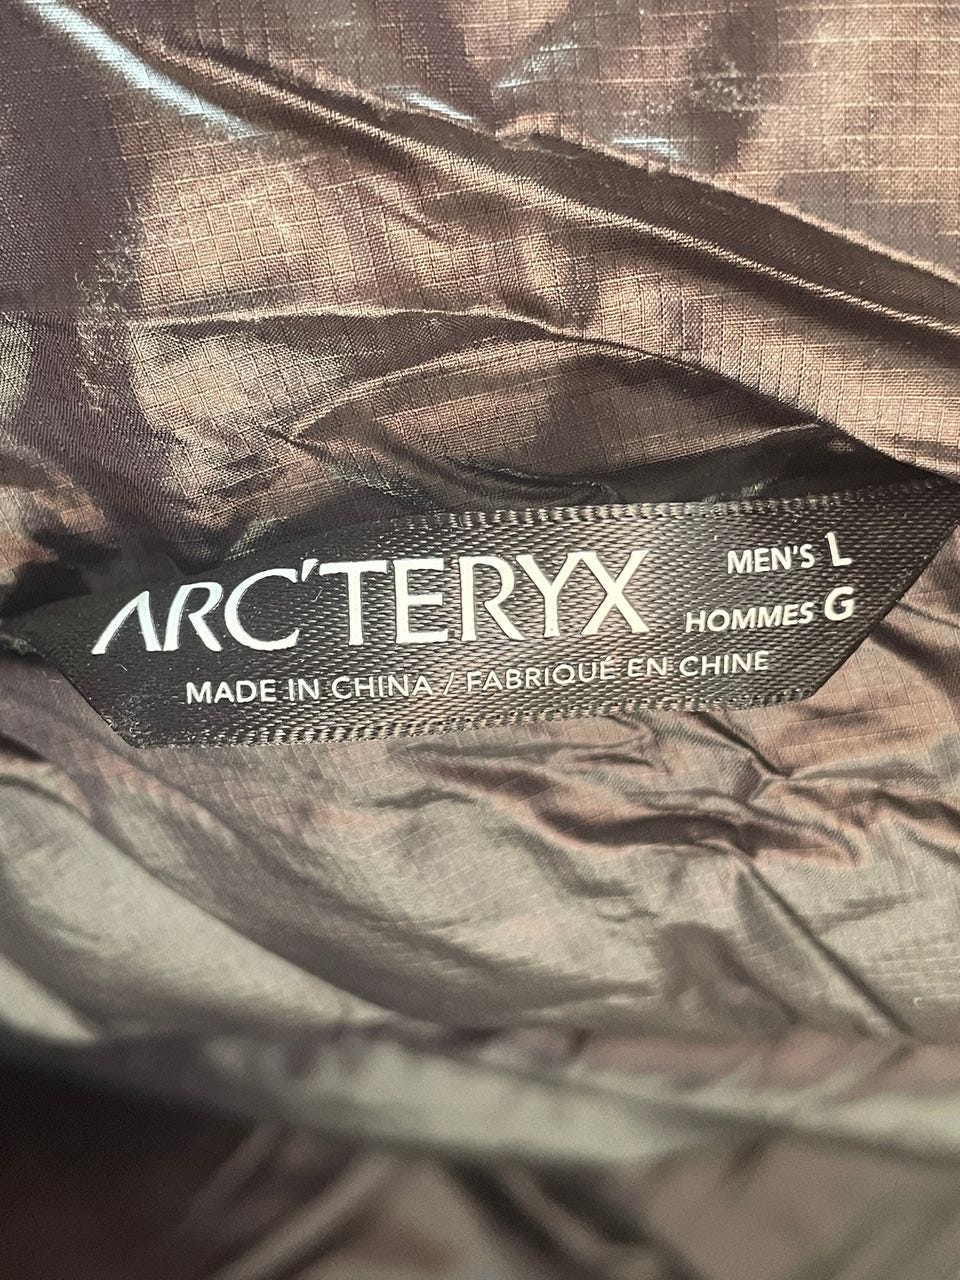 ARC'TERYX
MEN'S L
HOMMES G
MADE IN CHINA / FABRIQUÉ EN CHINE